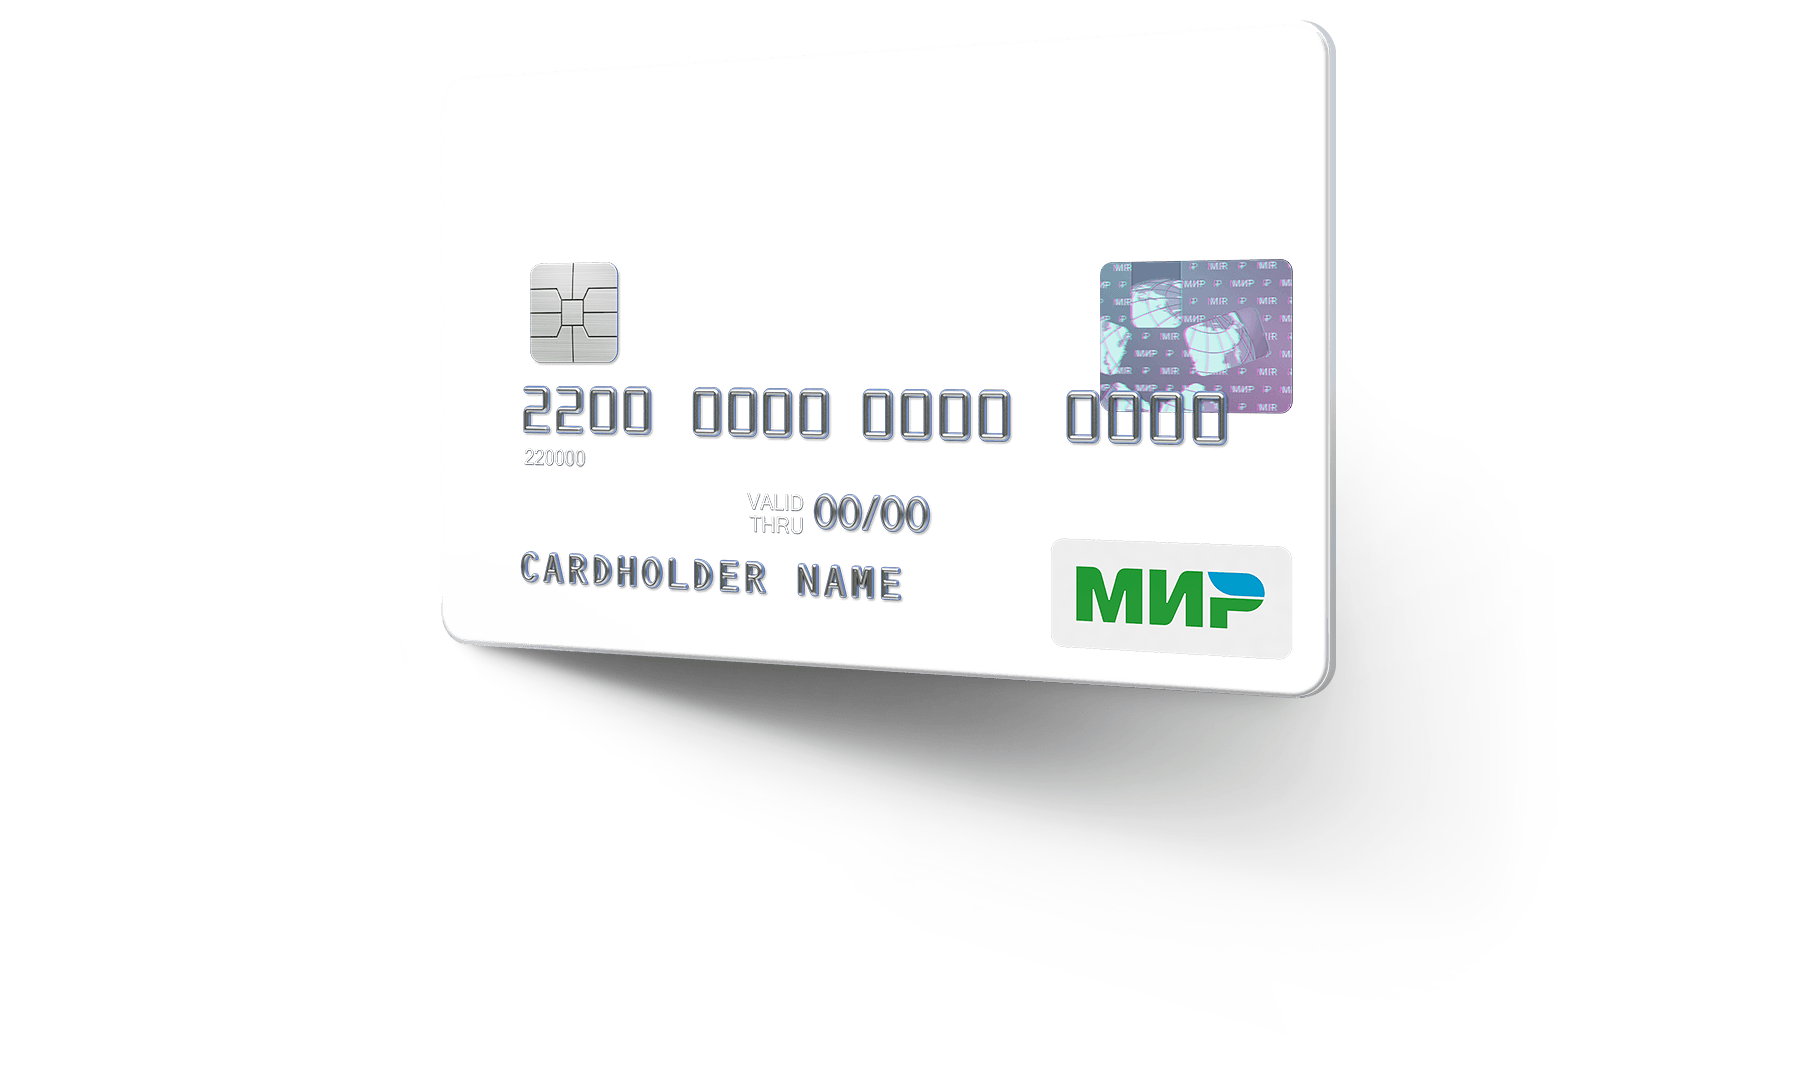 2200 0000 0000 0000
220000
VALID THRU 00/00
CARDHOLDER NAME
МИР